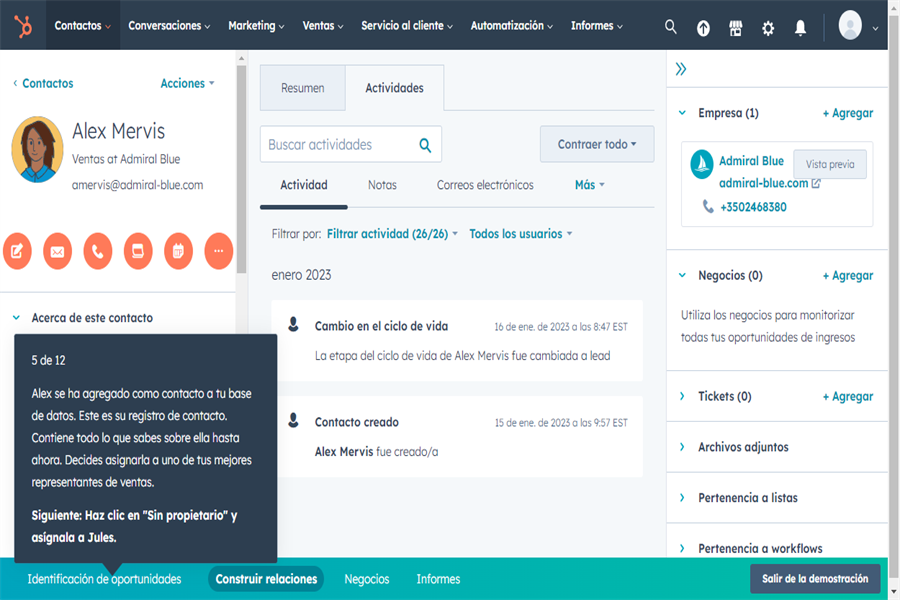 Contactos
Conversaciones
Marketing
Ventas
Servicio al cliente
Automatización
Informes
Contactos
Acciones
Alex Mervis
Ventas at Admiral Blue
amervis@admiral-blue.com
Acerca de este contacto
5 de 12
Alex se ha agregado como contacto a tu base
de datos. Este es su registro de contacto.
Contiene todo lo que sabes sobre ella hasta
ahora. Decides asignarla a uno de tus mejores
representantes de ventas.
Siguiente: Haz clic en "Sin propietario" y
asígnala a Jules.
Resumen
Actividades
Buscar actividades
Contraer todo
Actividad
Notas
Correos electrónicos
Más
Filtrar por: Filtrar actividad (26/26) Todos los usuarios
enero 2023
Cambio en el ciclo de vida
16 de ene. de 2023 a las 8:47 EST
La etapa del ciclo de vida de Alex Mervis fue cambiada a lead
Contacto creado
15 de ene. de 2023 a las 9:57 EST
Alex Mervis fue creado/a
Empresa (1)
+ Agregar
Admiral Blue
Vista previa
admiral-blue.com
+3502468380
Negocios (0)
+ Agregar
Utiliza los negocios para monitorizar
todas tus oportunidades de ingresos
Tickets (0)
+ Agregar
Archivos adjuntos
Pertenencia a listas
Pertenencia a workflows
Identificación de oportunidades
Construir relaciones
Negocios
Informes
Salir de la demostración